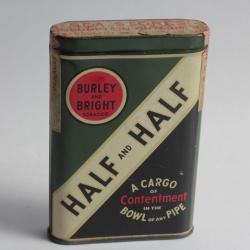 BURLEY
AND
BRIGHT
TOBACCO
HALF AND HALF
A CARGO
OF
Contentment
IN THE
BOWL OF ANY PIPE